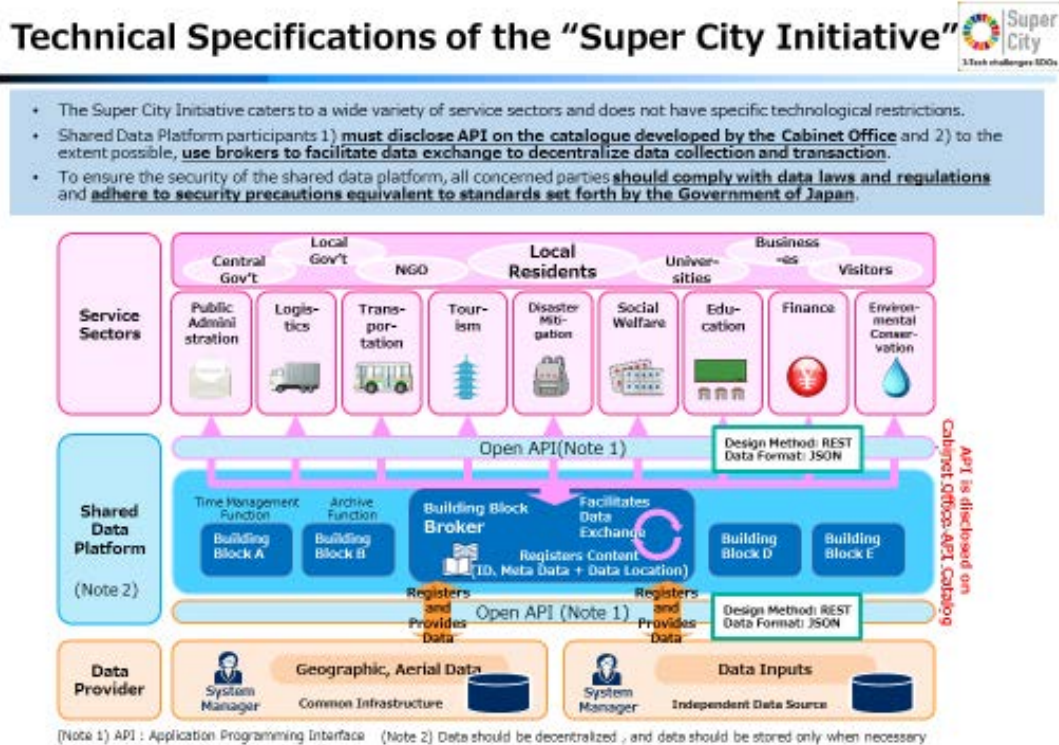 Technical Specifications of the “Super City Initiative”
Super
City
J-Tech challenges SDGs
• The Super City Initiative caters to a wide variety of service sectors and does not have specific technological restrictions.
• Shared Data Platform participants 1) must disclose API on the catalogue developed by the Cabinet Office and 2) to the
extent possible, use brokers to facilitate data exchange to decentralize data collection and transaction.
• To ensure the security of the shared data platform, all concerned parties should comply with data laws and regulations
and adhere to security precautions equivalent to standards set forth by the Government of Japan.
Service
Sectors
Central
Gov't
Local
Gov't
NGO
Local
Residents
Univer-
sities
Business
-es
Visitors
Public
Admini
stration
Logis-
tics
Trans-
por-
tation
Tour-
ism
Disaster
Miti-
gation
Social
Welfare
Edu-
cation
Finance
Environ-
mental
Conser-
vation
Open API(Note 1)
Design Method: REST
Data Format: JSON
API is disclosed on
Cabinet office API Catalog
Shared
Data
Platform
(Note 2)
Time Management
Function
Building
Block A
Archive
Function
Building
Block B
Building Block
Broker
Facilitates
Data
Exchange
Registers Content
(ID, Meta Data + Data Location)
Building
Block D
Building
Block E
Registers
and
Provides
Data
Open API (Note 1)
Registers
and
Provides
Data
Design Method: REST
Data Format: JSON
Data
Provider
System
Manager
Geographic, Aerial Data
Common Infrastructure
System
Manager
Data Inputs
Independent Data Source
(Note 1) API : Application Programming Interface (Note 2) Data should be decentralized , and data should be stored only when necessary